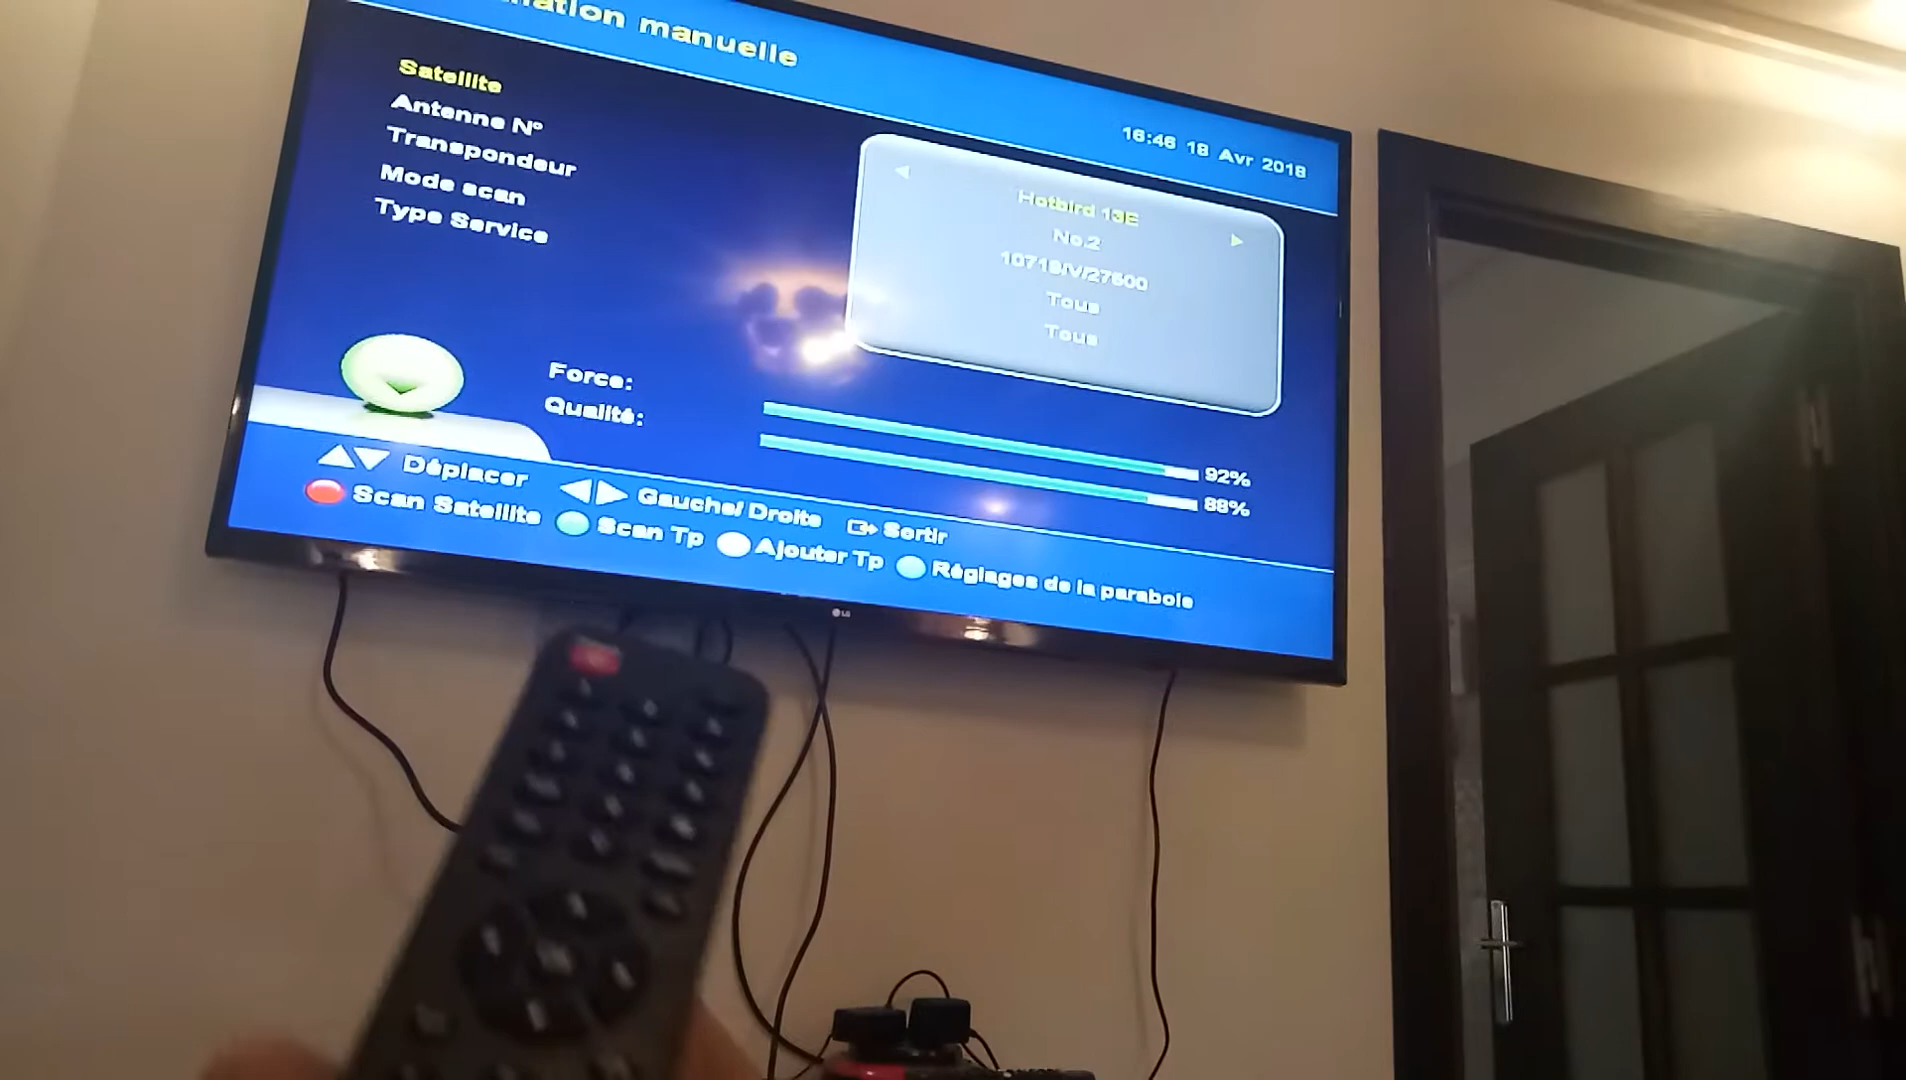 manuelle
16:46 18 Avr 2018
Satellite
Antenne N°
Transpondeur
Mode scan
Type Service
Hotbird 13E
No.2
10719/V/27500
Tous
Tous
Force:
92%
Qualité:
88%
Déplacer
Gauche/ Droite
Sortir
Scan Satellite
Scan Tp
Ajouter Tp
Réglages de la parabole
LG